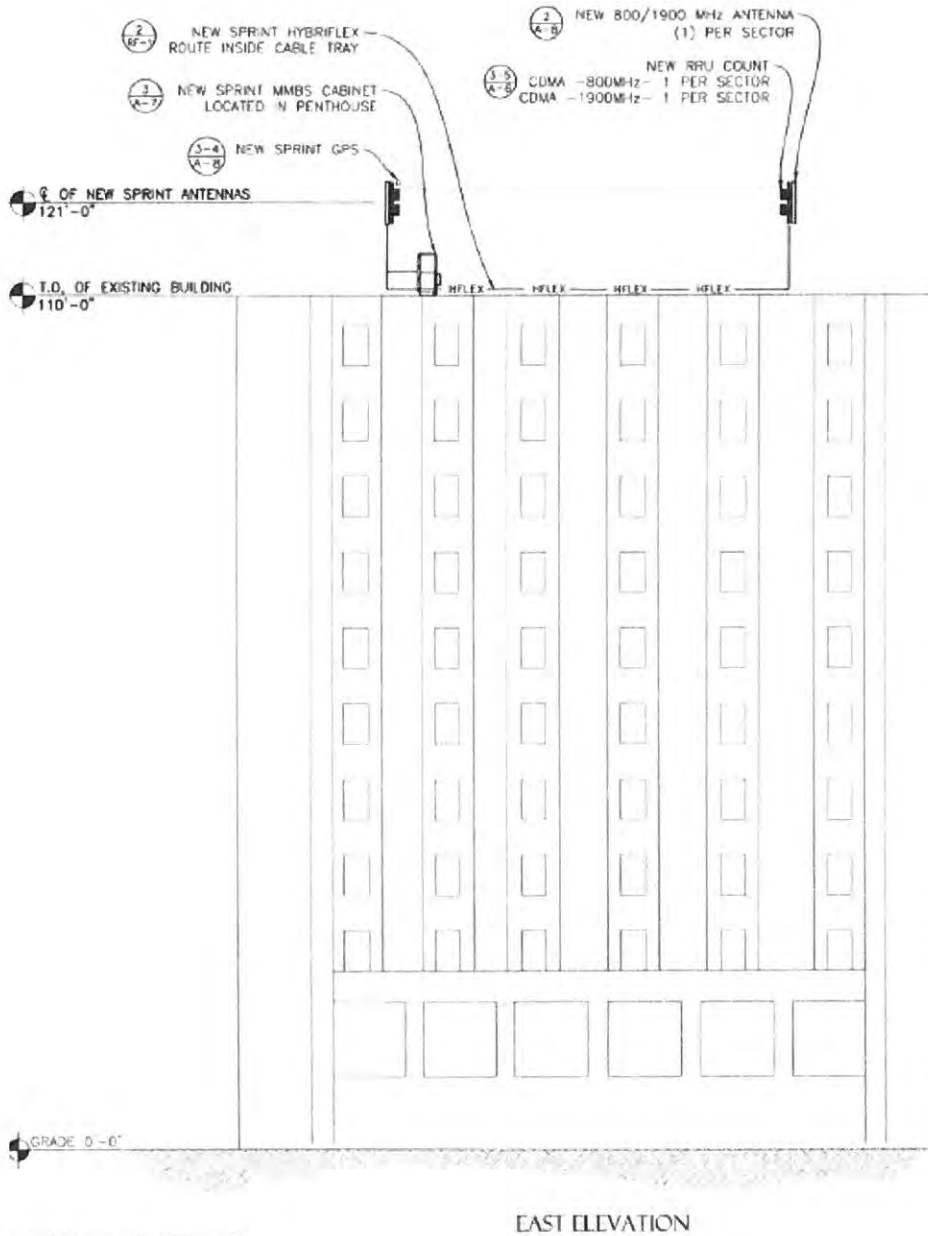 2
RF-1
NEW SPRINT HYBRIFLEX
ROUTE INSIDE CABLE TRAY
2
A-8
NEW 800/1900 MHz ANTENNA
(1) PER SECTOR
3
A-7
NEW SPRINT MMBS CABINET
LOCATED IN PENTHOUSE
3-5
A-6
NEW RRU COUNT
CDMA -800MHz- 1 PER SECTOR
CDMA -1900MHz- 1 PER SECTOR
3-4
A-8
NEW SPRINT GPS
℄ OF NEW SPRINT ANTENNAS
121'-0"
T.O. OF EXISTING BUILDING
110'-0"
HFLEX HFLEX HFLEX HFLEX
GRADE 0'-0"
EAST ELEVATION